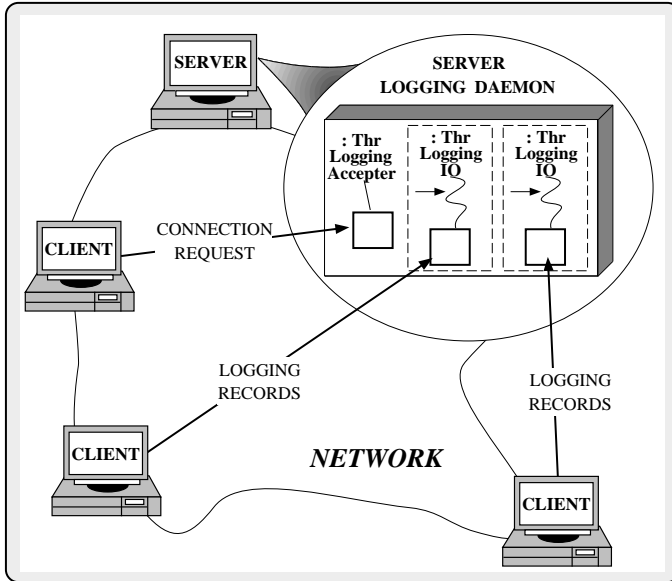 SERVER
SERVER
LOGGING DAEMON
: Thr
Logging
Accepter
: Thr
Logging
IO
: Thr
Logging
IO
CLIENT
CONNECTION
REQUEST
LOGGING
RECORDS
LOGGING
RECORDS
CLIENT
NETWORK
CLIENT